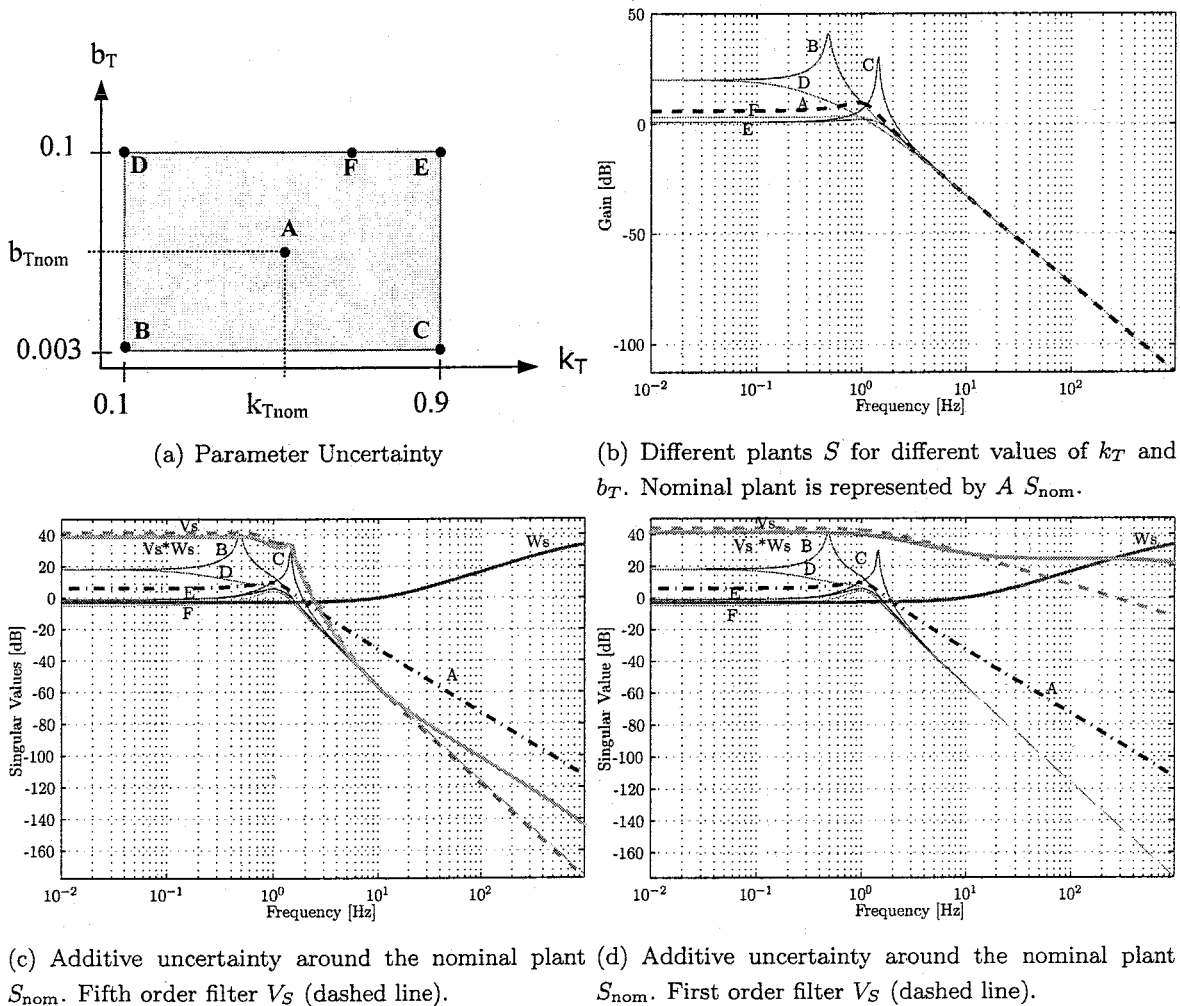 b_T
0.1
D
F
E
A
b_Tnom
B
C
0.003
k_T
0.1
k_Tnom
0.9
(a) Parameter Uncertainty
50
0
-50
-100
Gain [dB]
B
C
D
A
F
E
10^-2
10^-1
10^0
10^1
10^2
Frequency [Hz]
(b) Different plants S for different values of k_T and
b_T. Nominal plant is represented by A S_nom.
40
20
0
-20
-40
-60
-80
-100
-120
-140
-160
Singular Values [dB]
Vs
Vs*Ws
B
C
D
E
F
A
Ws
10^-2
10^-1
10^0
10^1
10^2
Frequency [Hz]
(c) Additive uncertainty around the nominal plant
S_nom. Fifth order filter V_S (dashed line).
40
20
0
-20
-40
-60
-80
-100
-120
-140
-160
Singular Value [dB]
Vs
Vs.*Ws
B
C
D
E
F
A
Ws
10^-2
10^-1
10^0
10^1
10^2
Frequency [Hz]
(d) Additive uncertainty around the nominal plant
S_nom. First order filter V_S (dashed line).